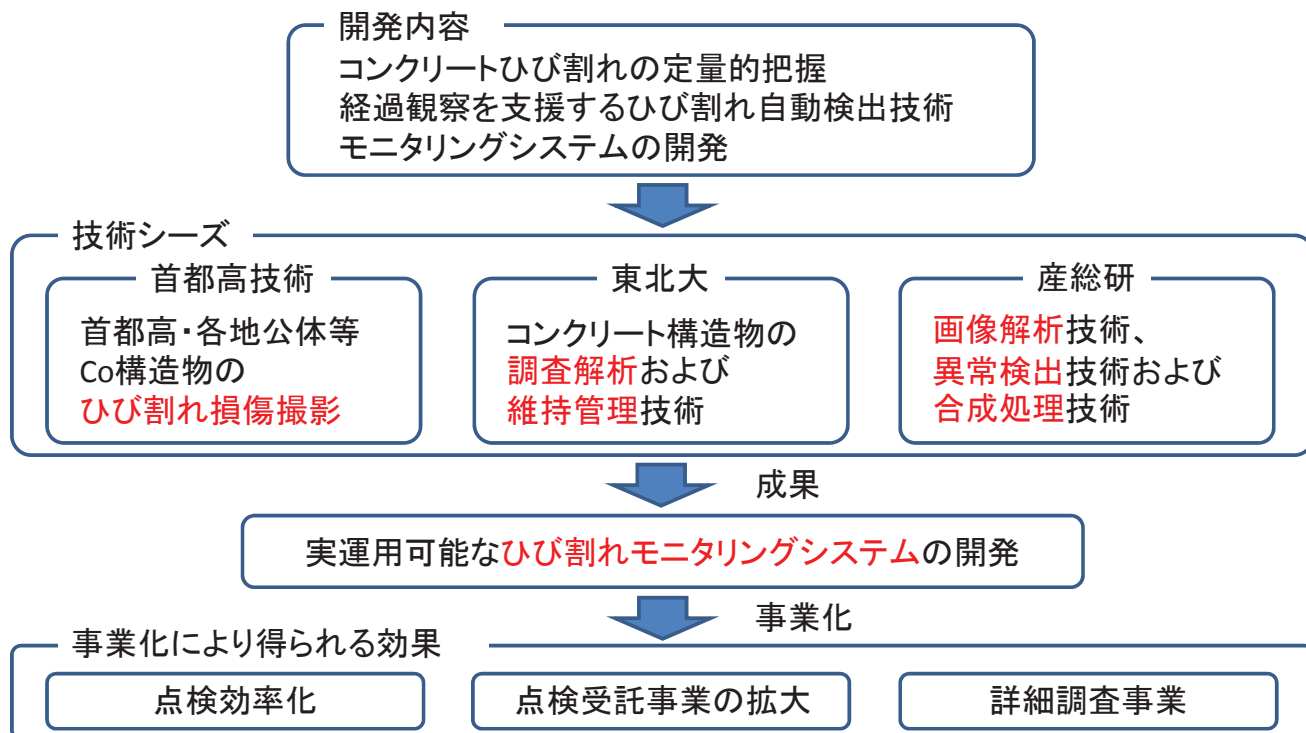 開発内容
コンクリートひび割れの定量的把握
経過観察を支援するひび割れ自動検出技術
モニタリングシステムの開発
技術シーズ
首都高技術
首都高・各地公体等
Co構造物の
ひび割れ損傷撮影
東北大
コンクリート構造物の
調査解析および
維持管理技術
産総研
画像解析技術、
異常検出技術および
合成処理技術
成果
実運用可能なひび割れモニタリングシステムの開発
事業化
事業化により得られる効果
点検効率化
点検受託事業の拡大
詳細調査事業